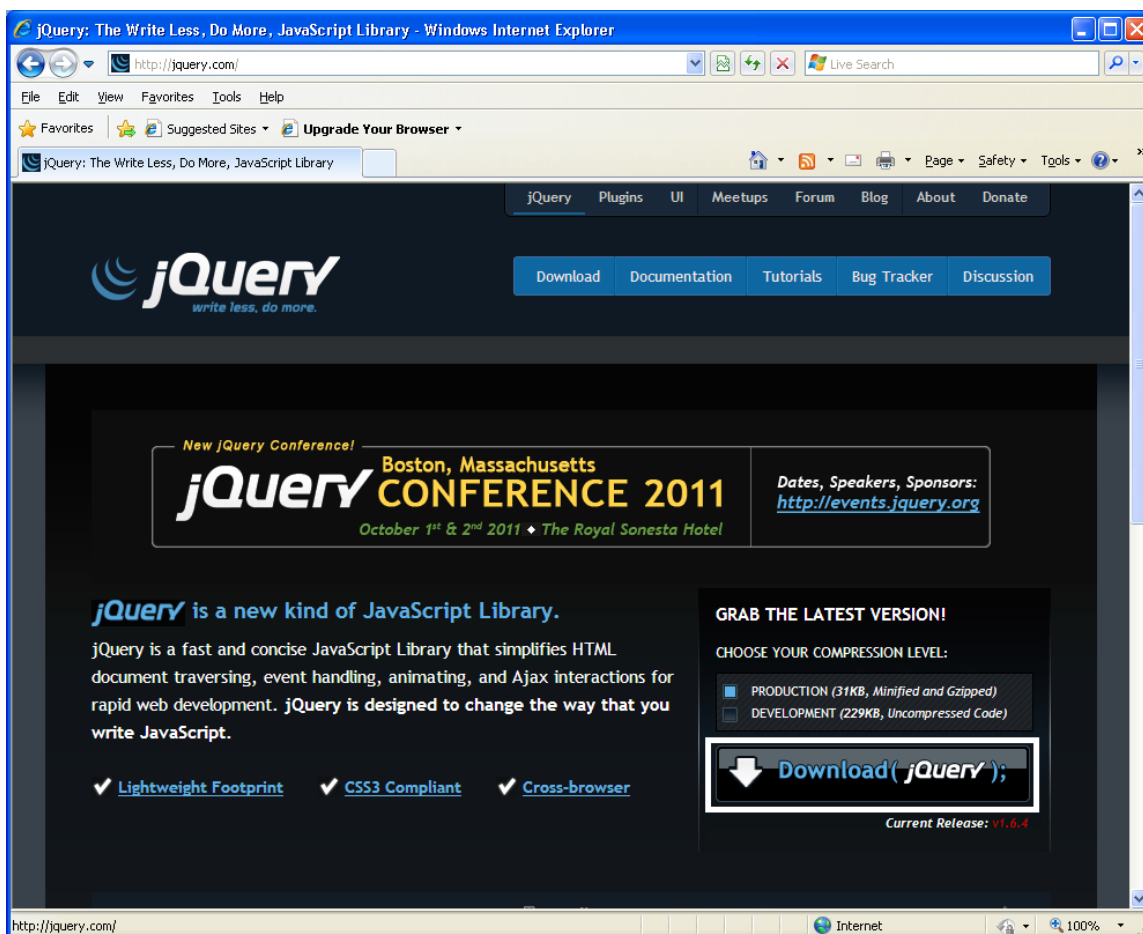 jQuery: The Write Less, Do More, JavaScript Library - Windows Internet Explorer
http://jquery.com/
Live Search
File Edit View Favorites Tools Help
Favorites Suggested Sites Upgrade Your Browser
jQuery: The Write Less, Do More, JavaScript Library Page Safety Tools
jQuery Plugins UI Meetups Forum Blog About Donate
jQuery
write less, do more.
Download Documentation Tutorials Bug Tracker Discussion
New jQuery Conference!
jQuery
Boston, Massachusetts
CONFERENCE 2011
October 1st & 2nd 2011 ♦ The Royal Sonesta Hotel
Dates, Speakers, Sponsors:
http://events.jquery.org
jQuery is a new kind of JavaScript Library.
jQuery is a fast and concise JavaScript Library that simplifies HTML
document traversing, event handling, animating, and Ajax interactions for
rapid web development. jQuery is designed to change the way that you
write JavaScript.
Lightweight Footprint CSS3 Compliant Cross-browser
GRAB THE LATEST VERSION!
CHOOSE YOUR COMPRESSION LEVEL:
PRODUCTION (31KB, Minified and Gzipped)
DEVELOPMENT (229KB, Uncompressed Code)
Download( jQuery );
Current Release: v1.6.4
http://jquery.com/ Internet 100%